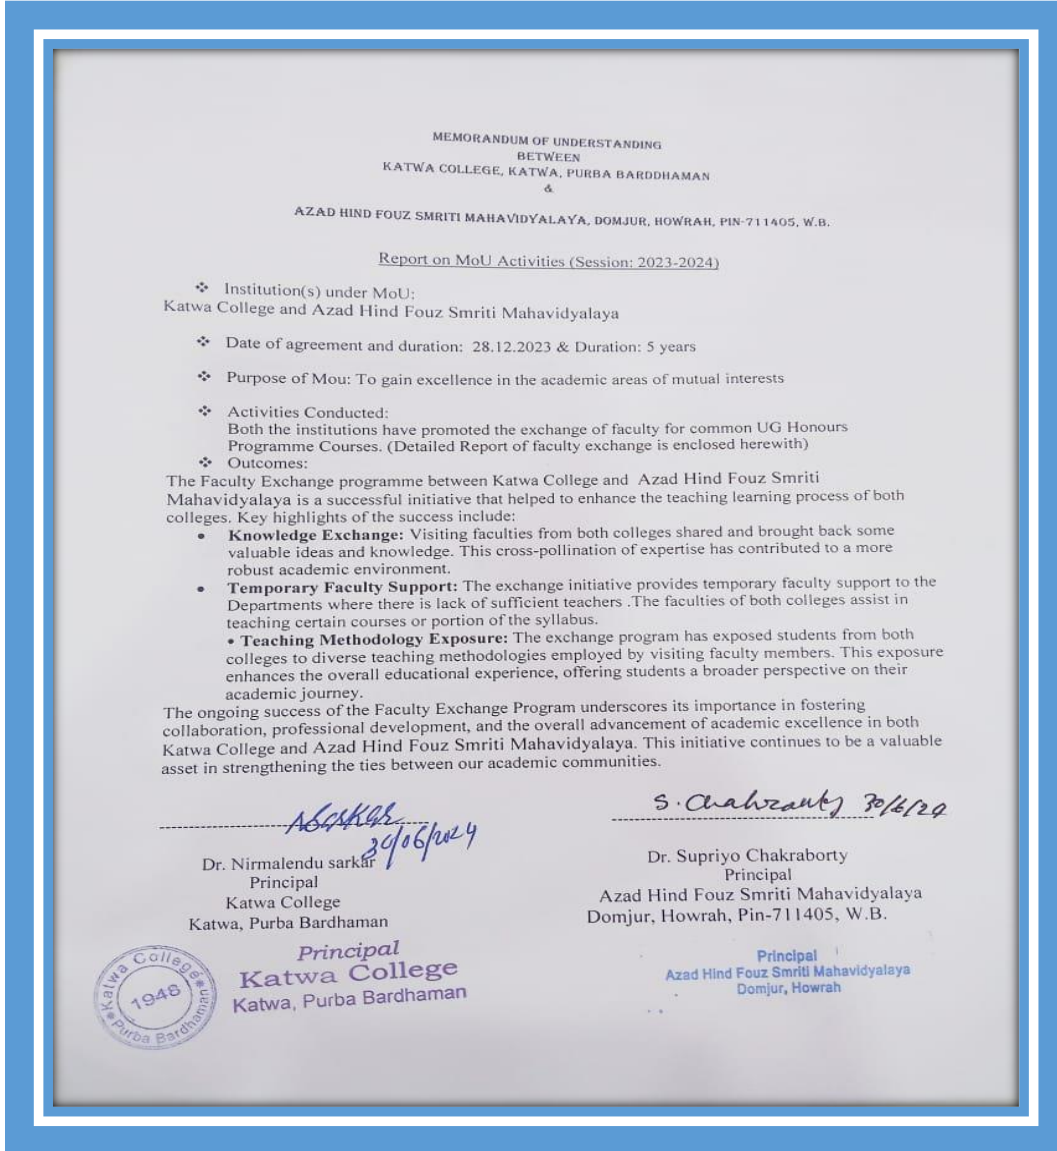 MEMORANDUM OF UNDERSTANDING
BETWEEN
KATWA COLLEGE, KATWA, PURBA BARDDHAMAN
&
AZAD HIND FOUZ SMRITI MAHAVIDYALAYA, DOMJUR, HOWRAH, PIN-711405, W.B.
Report on MoU Activities (Session: 2023-2024)
❖ Institution(s) under MoU:
Katwa College and Azad Hind Fouz Smriti Mahavidyalaya
❖ Date of agreement and duration: 28.12.2023 & Duration: 5 years
❖ Purpose of Mou: To gain excellence in the academic areas of mutual interests
❖ Activities Conducted:
Both the institutions have promoted the exchange of faculty for common UG Honours
Programme Courses. (Detailed Report of faculty exchange is enclosed herewith)
❖ Outcomes:
The Faculty Exchange programme between Katwa College and Azad Hind Fouz Smriti
Mahavidyalaya is a successful initiative that helped to enhance the teaching learning process of both
colleges. Key highlights of the success include:
• Knowledge Exchange: Visiting faculties from both colleges shared and brought back some
valuable ideas and knowledge. This cross-pollination of expertise has contributed to a more
robust academic environment.
• Temporary Faculty Support: The exchange initiative provides temporary faculty support to the
Departments where there is lack of sufficient teachers .The faculties of both colleges assist in
teaching certain courses or portion of the syllabus.
• Teaching Methodology Exposure: The exchange program has exposed students from both
colleges to diverse teaching methodologies employed by visiting faculty members. This exposure
enhances the overall educational experience, offering students a broader perspective on their
academic journey.
The ongoing success of the Faculty Exchange Program underscores its importance in fostering
collaboration, professional development, and the overall advancement of academic excellence in both
Katwa College and Azad Hind Fouz Smriti Mahavidyalaya. This initiative continues to be a valuable
asset in strengthening the ties between our academic communities.
NSarkar
30/06/2024
Dr. Nirmalendu sarkar
Principal
Katwa College
Katwa, Purba Bardhaman
Principal
Katwa College
Katwa, Purba Bardhaman
Katwa College
1948
Purba Bardhaman
S. Chakraborty 30/6/24
Dr. Supriyo Chakraborty
Principal
Azad Hind Fouz Smriti Mahavidyalaya
Domjur, Howrah, Pin-711405, W.B.
Principal
Azad Hind Fouz Smriti Mahavidyalaya
Domjur, Howrah